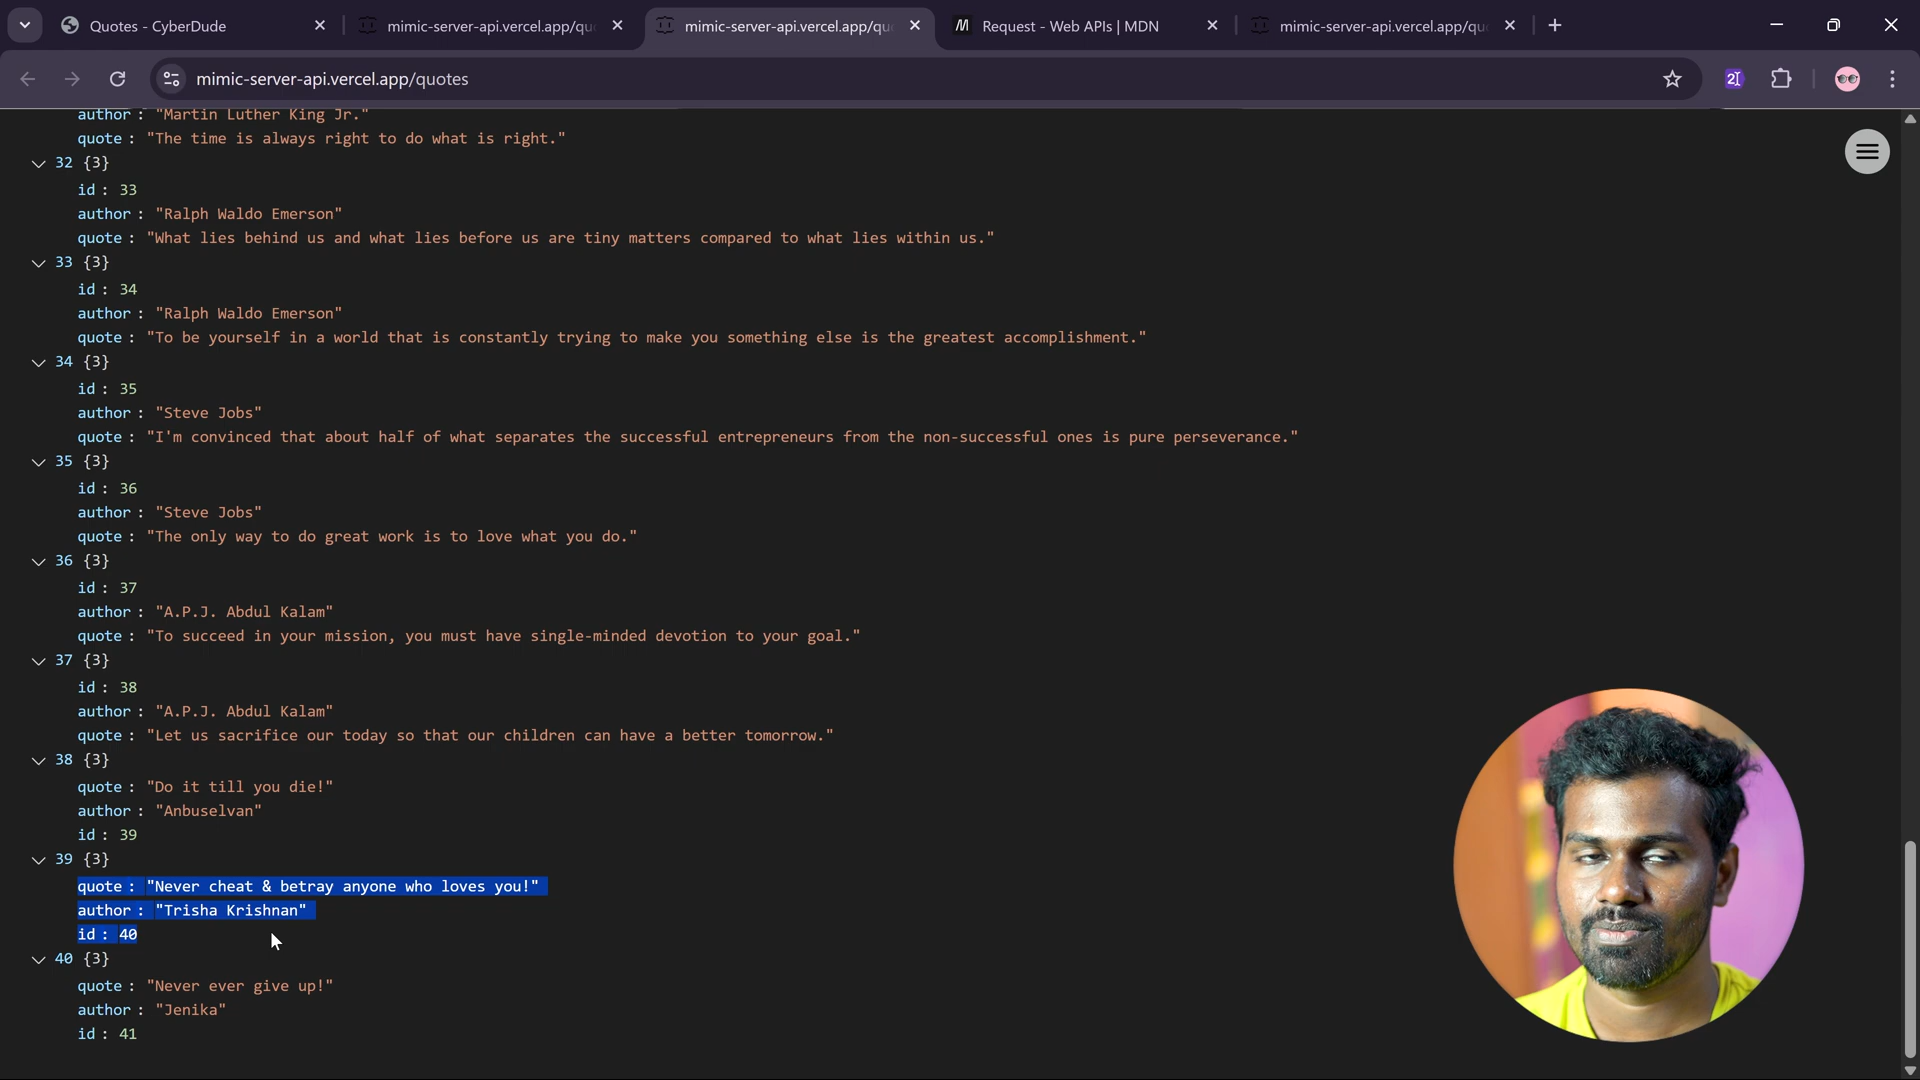 Quotes - CyberDude
mimic-server-api.vercel.app/quo
mimic-server-api.vercel.app/quo
Request - Web APIs | MDN
mimic-server-api.vercel.app/quo
mimic-server-api.vercel.app/quotes
author : "Martin Luther King Jr."
quote : "The time is always right to do what is right."
32 {3}
id : 33
author : "Ralph Waldo Emerson"
quote : "What lies behind us and what lies before us are tiny matters compared to what lies within us."
33 {3}
id : 34
author : "Ralph Waldo Emerson"
quote : "To be yourself in a world that is constantly trying to make you something else is the greatest accomplishment."
34 {3}
id : 35
author : "Steve Jobs"
quote : "I'm convinced that about half of what separates the successful entrepreneurs from the non-successful ones is pure perseverance."
35 {3}
id : 36
author : "Steve Jobs"
quote : "The only way to do great work is to love what you do."
36 {3}
id : 37
author : "A.P.J. Abdul Kalam"
quote : "To succeed in your mission, you must have single-minded devotion to your goal."
37 {3}
id : 38
author : "A.P.J. Abdul Kalam"
quote : "Let us sacrifice our today so that our children can have a better tomorrow."
38 {3}
quote : "Do it till you die!"
author : "Anbuselvan"
id : 39
39 {3}
quote : "Never cheat & betray anyone who loves you!"
author : "Trisha Krishnan"
id : 40
40 {3}
quote : "Never ever give up!"
author : "Jenika"
id : 41